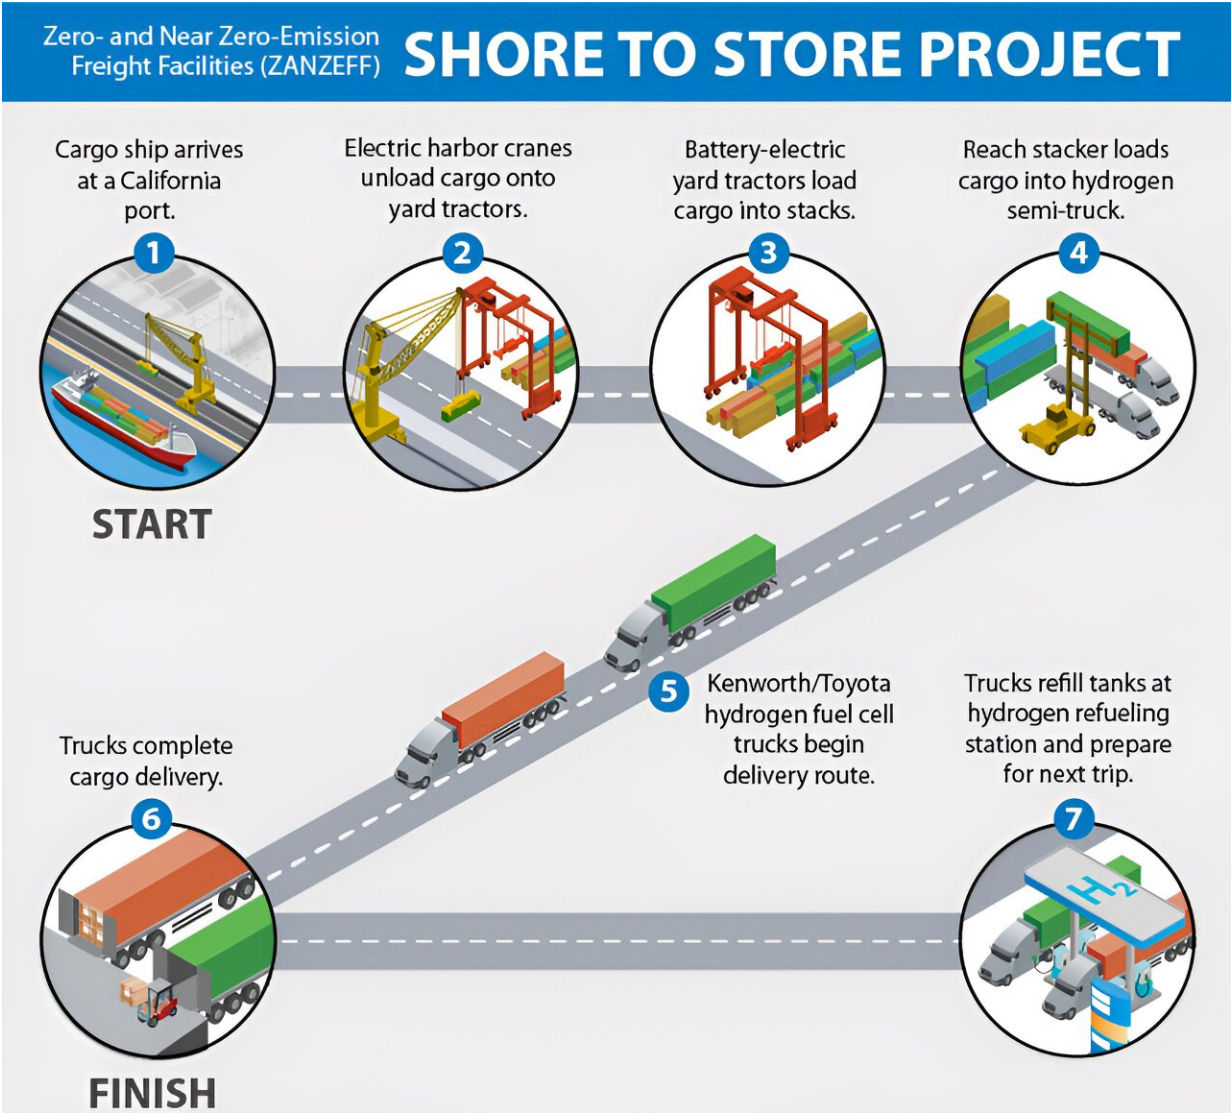 Zero- and Near Zero-Emission
Freight Facilities (ZANZEFF)
SHORE TO STORE PROJECT
Cargo ship arrives
at a California
port.
1
START
Electric harbor cranes
unload cargo onto
yard tractors.
2
Battery-electric
yard tractors load
cargo into stacks.
3
Reach stacker loads
cargo into hydrogen
semi-truck.
4
5
Kenworth/Toyota
hydrogen fuel cell
trucks begin
delivery route.
Trucks complete
cargo delivery.
6
FINISH
Trucks refill tanks at
hydrogen refueling
station and prepare
for next trip.
7
H2